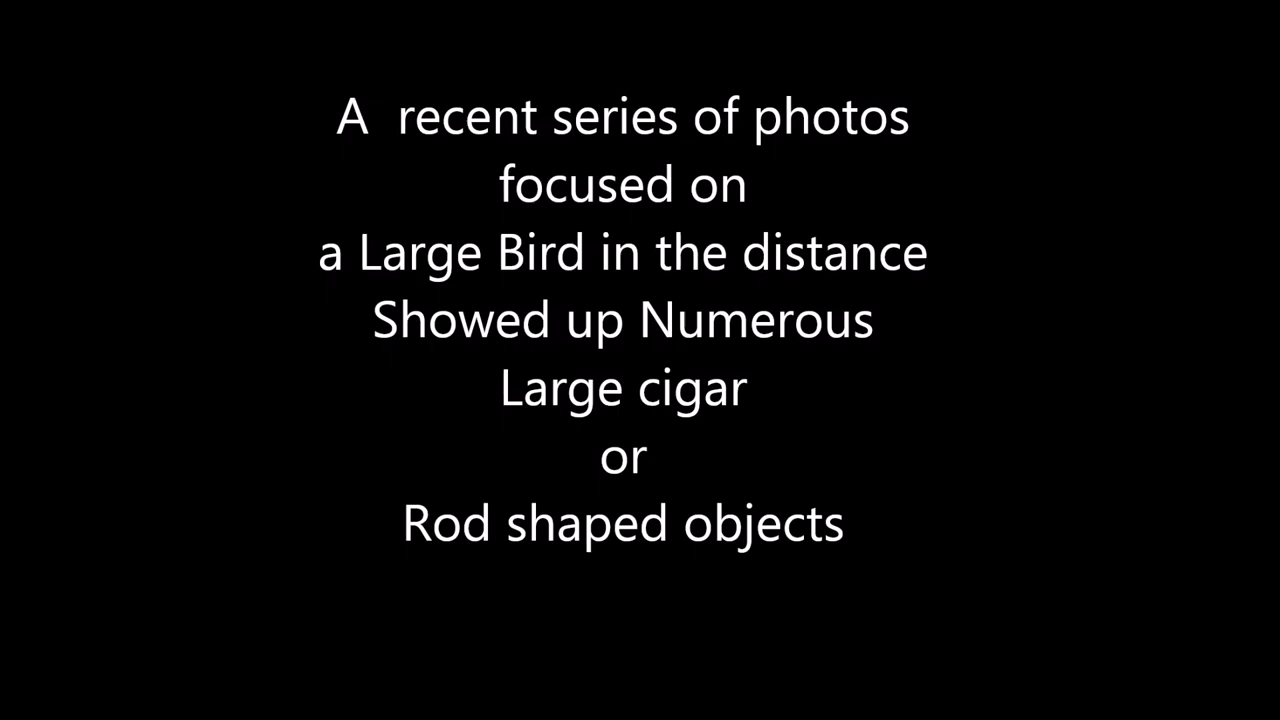 A  recent series of photos
focused on
a Large Bird in the distance
Showed up Numerous
Large cigar
or
Rod shaped objects